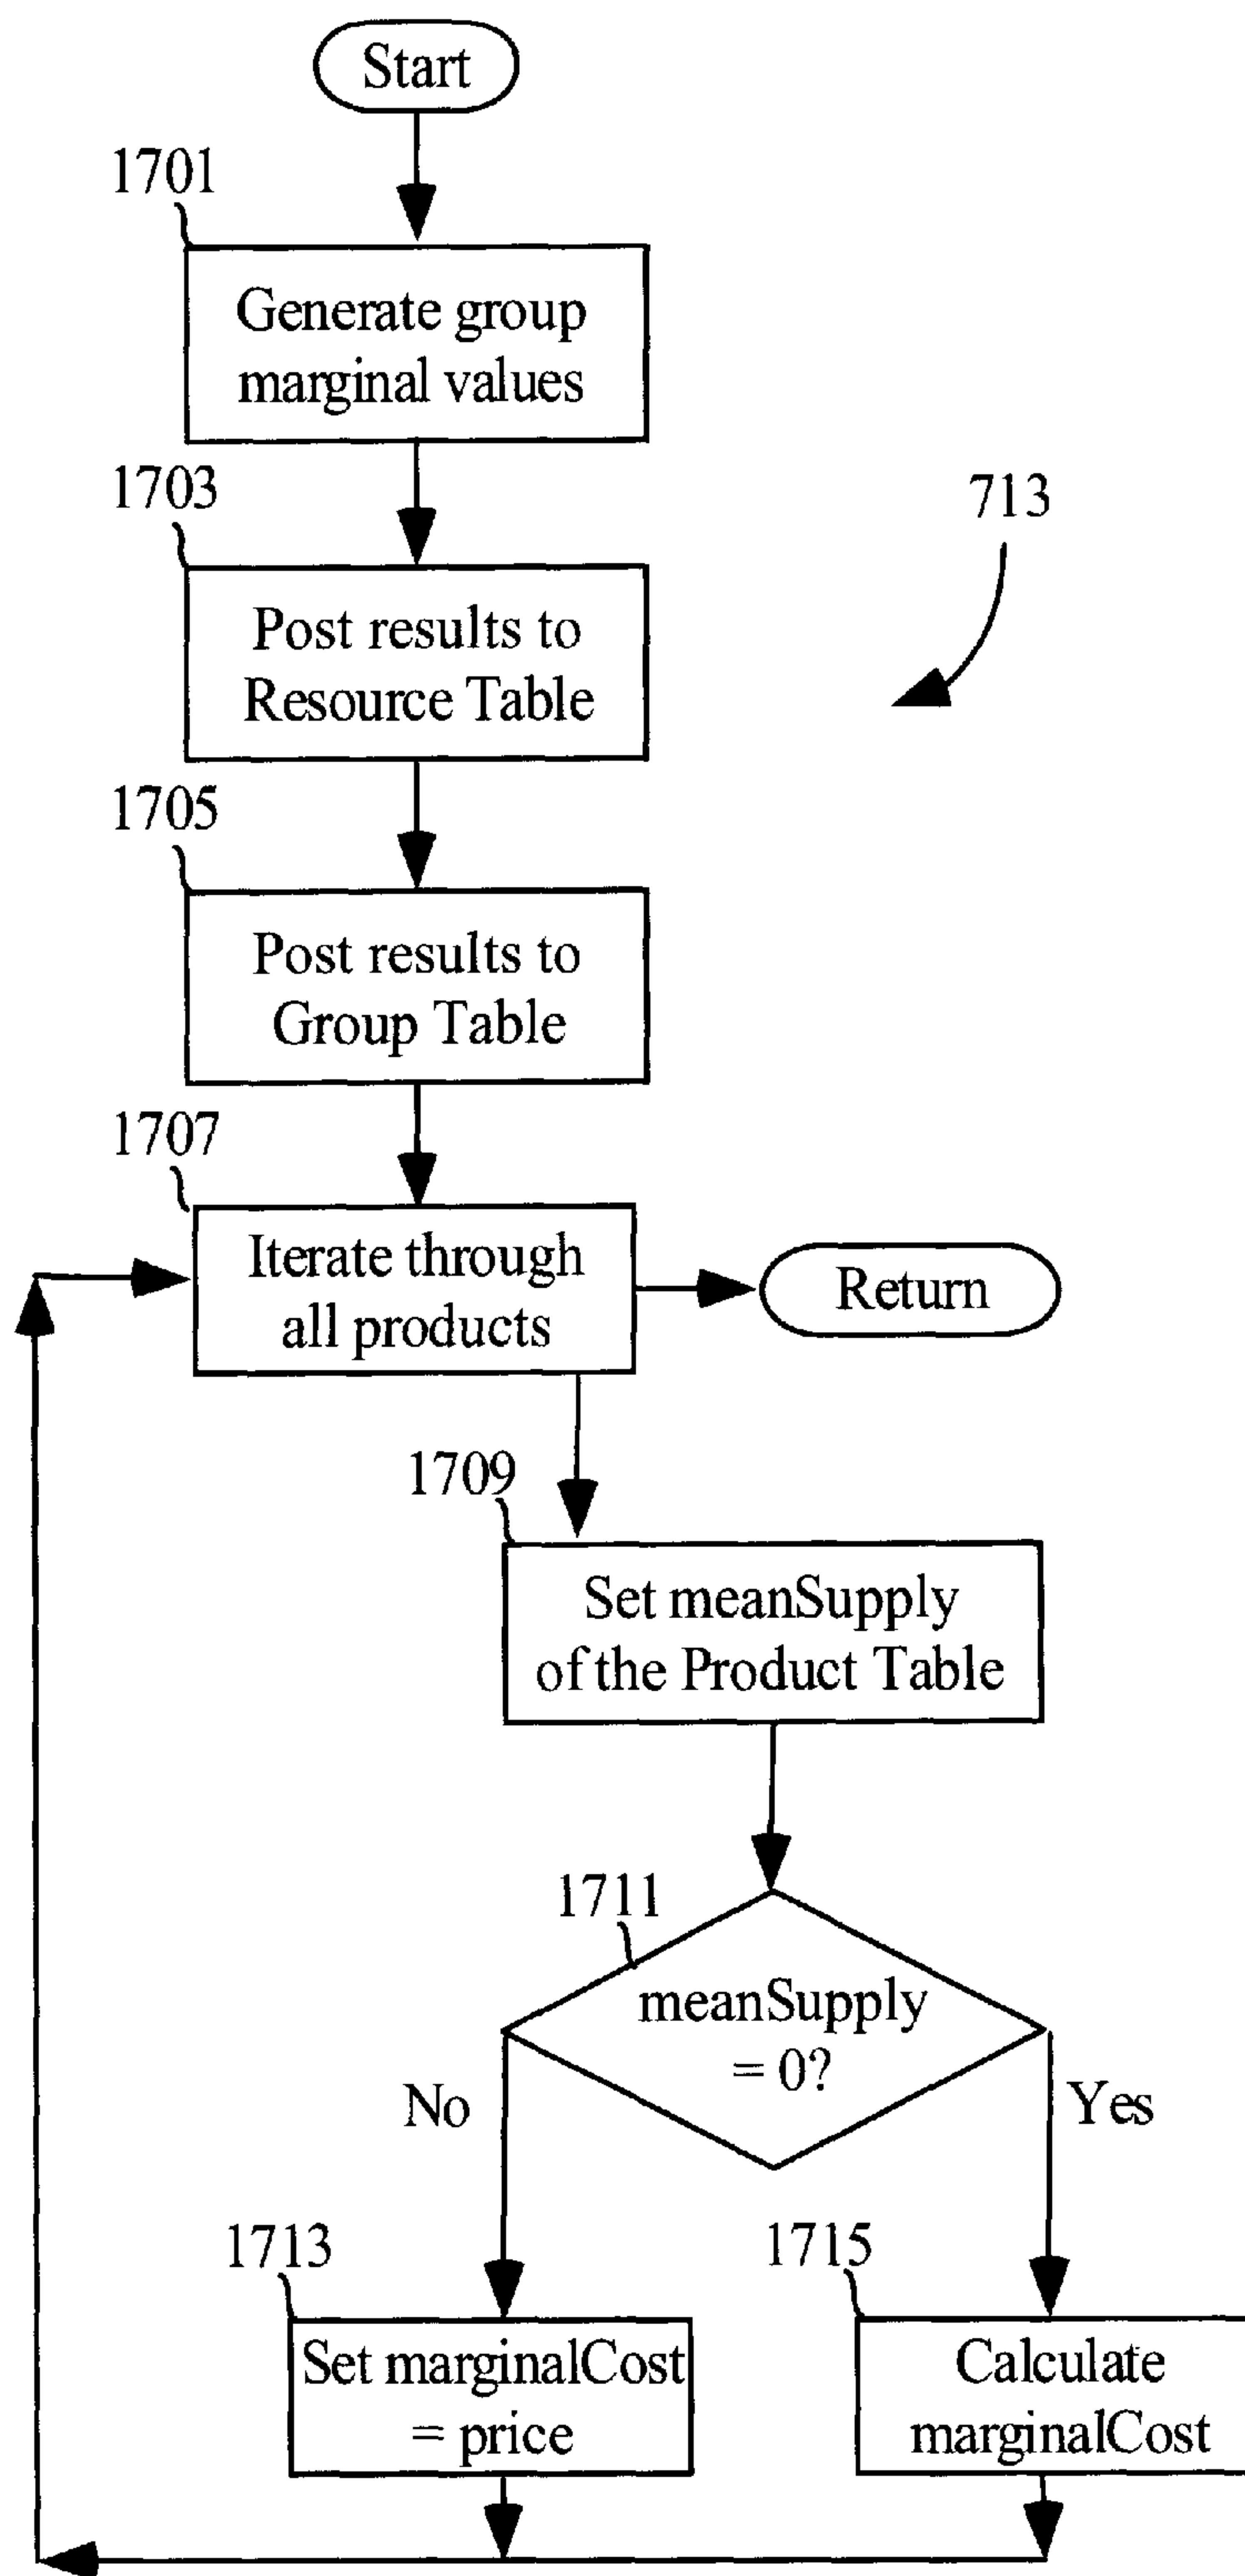 Start
1701
Generate group
marginal values
1703
713
Post results to
Resource Table
1705
Post results to
Group Table
1707
Iterate through
all products
Return
1709
Set meanSupply
of the Product Table
1711
meanSupply
= 0?
No
Yes
1713
1715
Set marginalCost
= price
Calculate
marginalCost